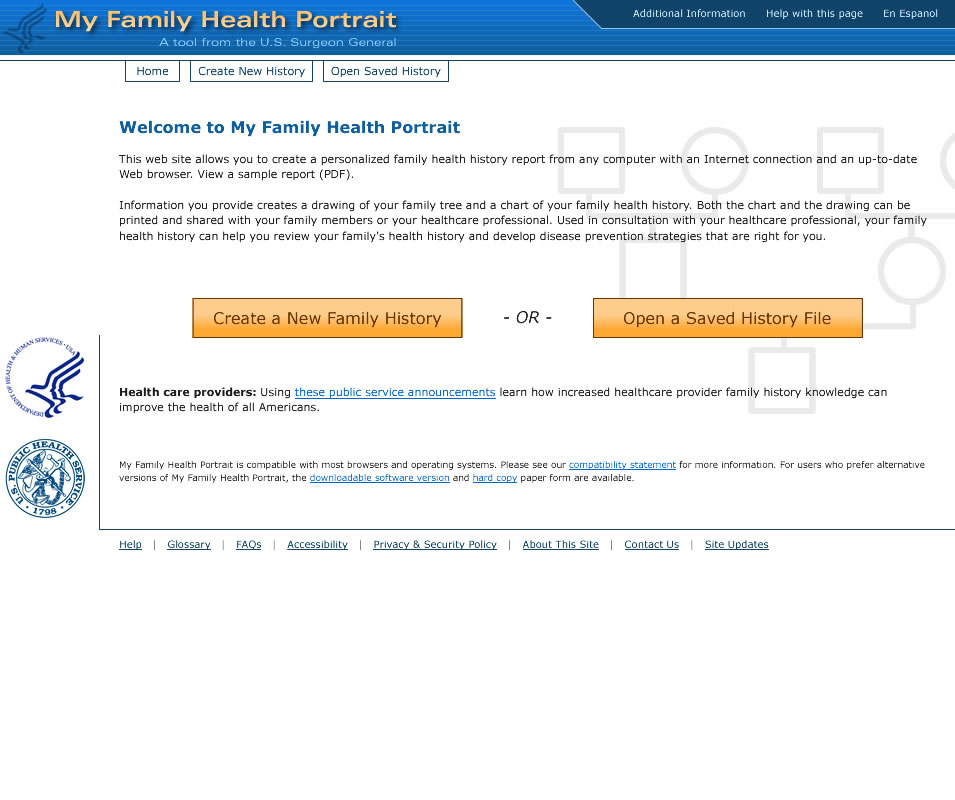 My Family Health Portrait
A tool from the U.S. Surgeon General
Additional Information
Help with this page
En Espanol
Home
Create New History
Open Saved History
Welcome to My Family Health Portrait
This web site allows you to create a personalized family health history report from any computer with an Internet connection and an up-to-date
Web browser. View a sample report (PDF).
Information you provide creates a drawing of your family tree and a chart of your family health history. Both the chart and the drawing can be
printed and shared with your family members or your healthcare professional. Used in consultation with your healthcare professional, your family
health history can help you review your family's health history and develop disease prevention strategies that are right for you.
Create a New Family History
- OR -
Open a Saved History File
DEPARTMENT OF HEALTH & HUMAN SERVICES • USA
Health care providers: Using these public service announcements learn how increased healthcare provider family history knowledge can
improve the health of all Americans.
U.S. PUBLIC HEALTH SERVICE
• 1798 •
My Family Health Portrait is compatible with most browsers and operating systems. Please see our compatibility statement for more information. For users who prefer alternative
versions of My Family Health Portrait, the downloadable software version and hard copy paper form are available.
Help | Glossary | FAQs | Accessibility | Privacy & Security Policy | About This Site | Contact Us | Site Updates